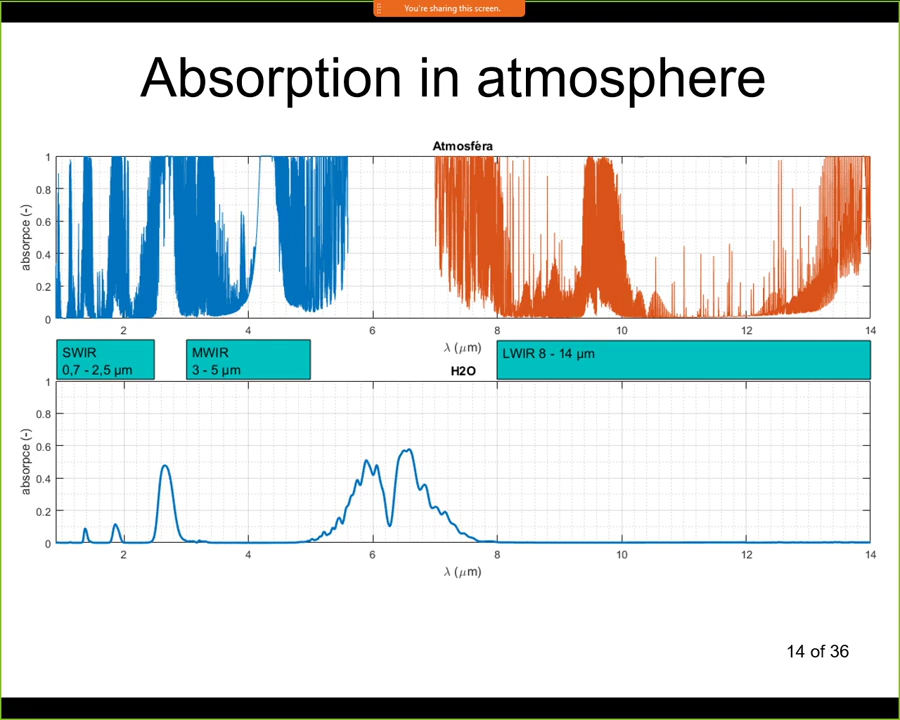 You're sharing this screen.
Absorption in atmosphere
Atmosféra
absorpce (-)
1
0.8
0.6
0.4
0.2
0
2
4
6
8
10
12
14
λ (μm)
SWIR
0,7 - 2,5 μm
MWIR
3 - 5 μm
LWIR 8 - 14 μm
H2O
absorpce (-)
1
0.8
0.6
0.4
0.2
0
2
4
6
8
10
12
14
λ (μm)
14 of 36